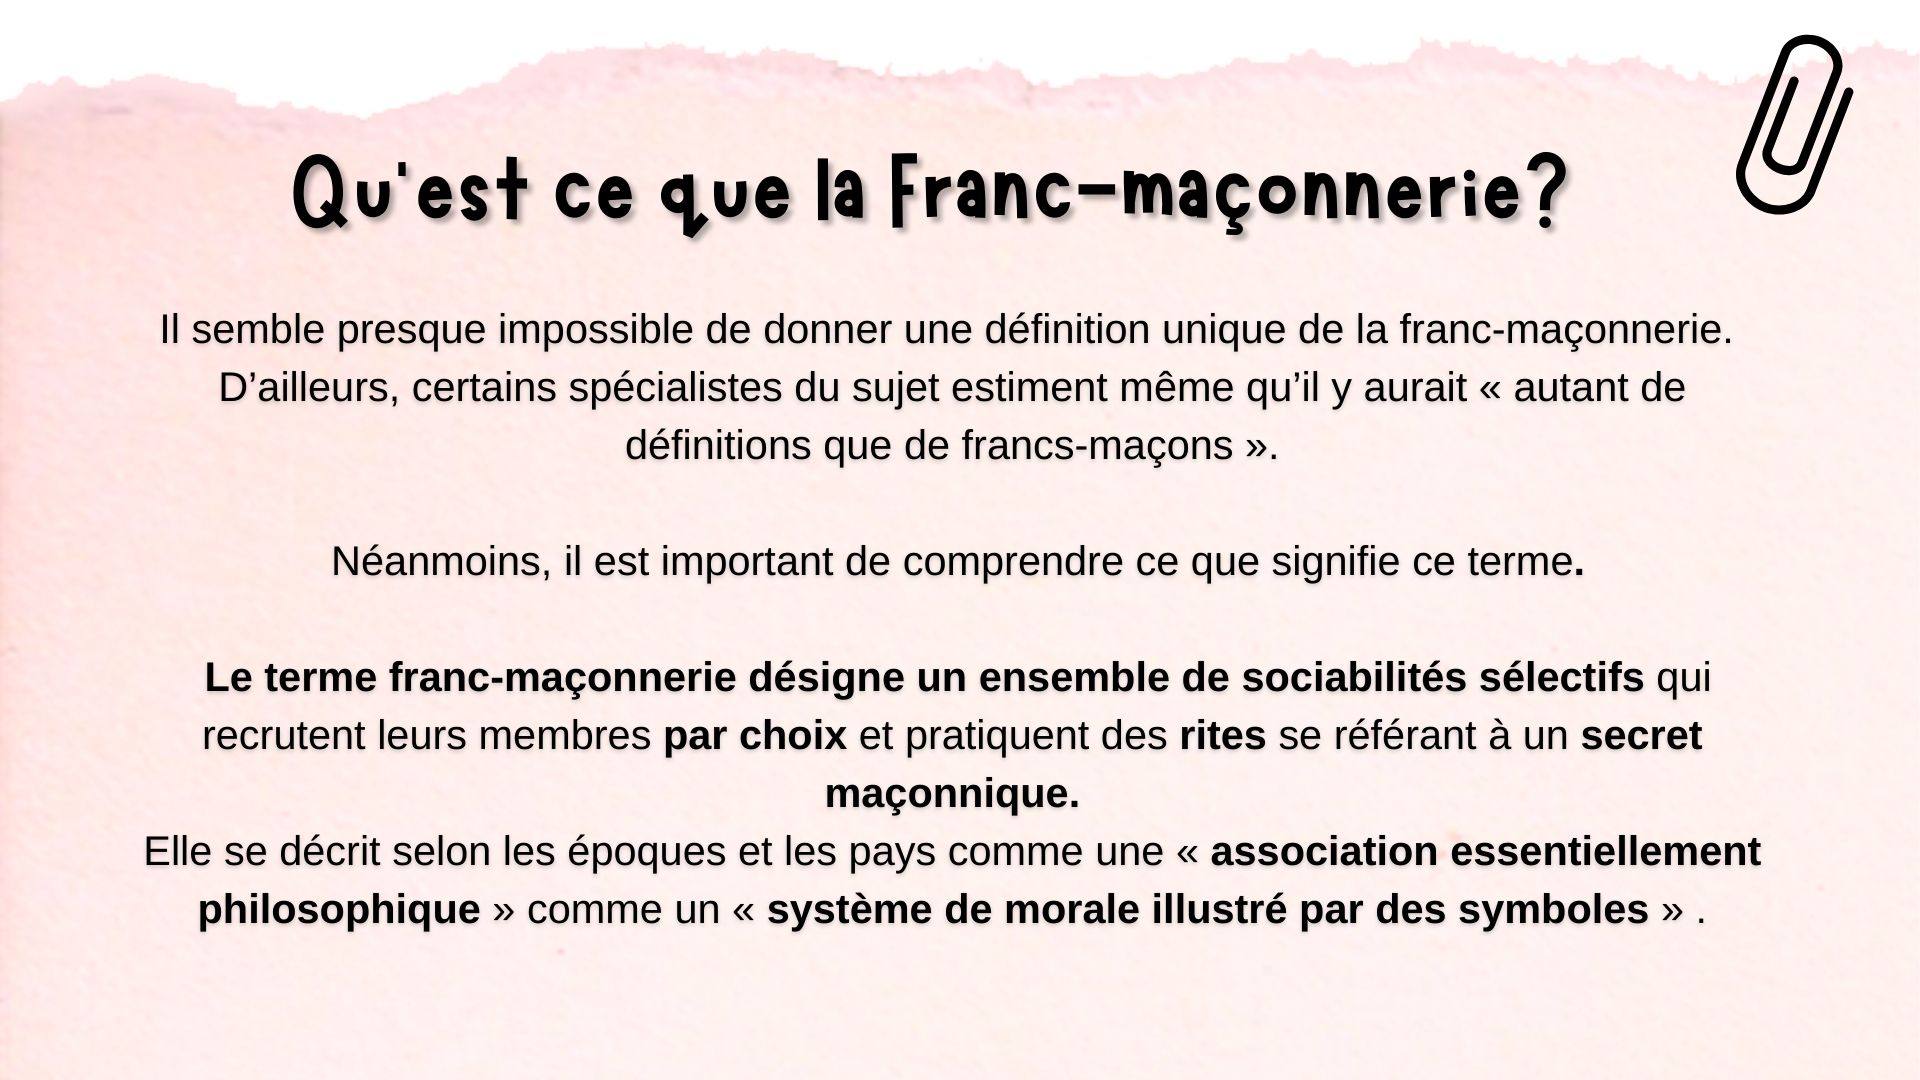 Qu'est ce que la Franc-maçonnerie?
Il semble presque impossible de donner une définition unique de la franc-maçonnerie.
D’ailleurs, certains spécialistes du sujet estiment même qu’il y aurait « autant de
définitions que de francs-maçons ».
Néanmoins, il est important de comprendre ce que signifie ce terme.
Le terme franc-maçonnerie désigne un ensemble de sociabilités sélectifs qui
recrutent leurs membres par choix et pratiquent des rites se référant à un secret
maçonnique.
Elle se décrit selon les époques et les pays comme une « association essentiellement
philosophique » comme un « système de morale illustré par des symboles » .